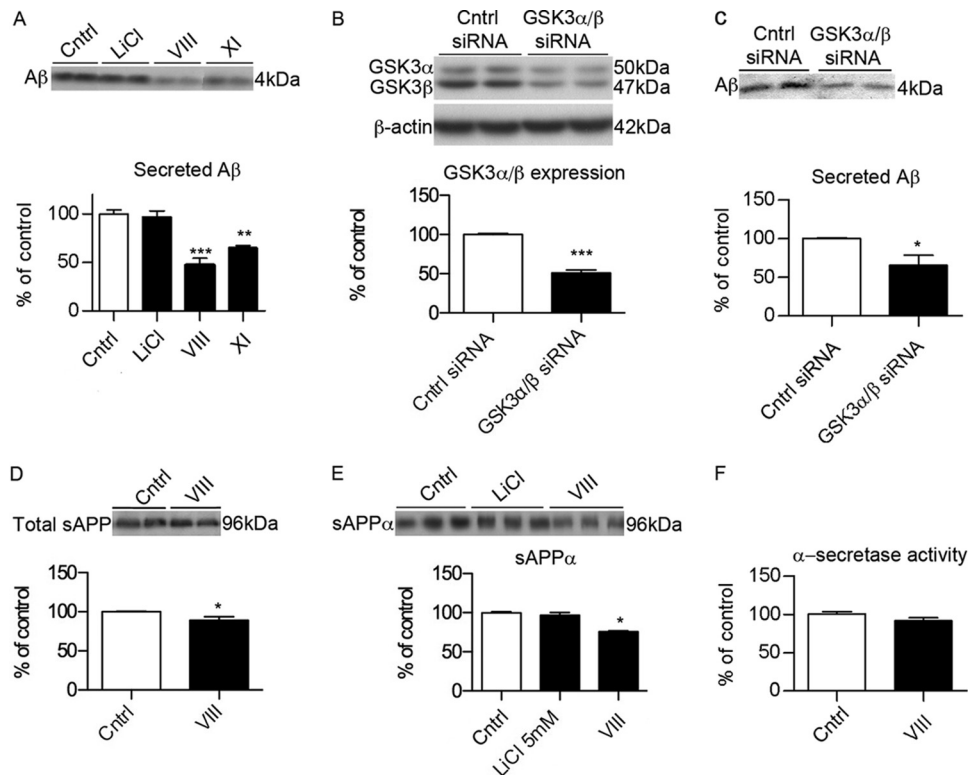 A
Cntrl LiCl VIII XI
Aβ 4kDa
Secreted Aβ
% of control
150
100
50
0
***
**
Cntrl LiCl VIII XI
B
Cntrl siRNA GSK3α/β siRNA
GSK3α 50kDa
GSK3β 47kDa
β-actin 42kDa
GSK3α/β expression
% of control
150
100
50
0
***
Cntrl siRNA GSK3α/β siRNA
C
Cntrl siRNA GSK3α/β siRNA
Aβ 4kDa
Secreted Aβ
% of control
150
100
50
0
*
Cntrl siRNA GSK3α/β siRNA
D
Cntrl VIII
Total sAPP 96kDa
% of control
150
100
50
0
*
Cntrl VIII
E
Cntrl LiCl VIII
sAPPα 96kDa
sAPPα
% of control
150
100
50
0
*
Cntrl LiCl 5mM VIII
F
α–secretase activity
% of control
150
100
50
0
Cntrl VIII